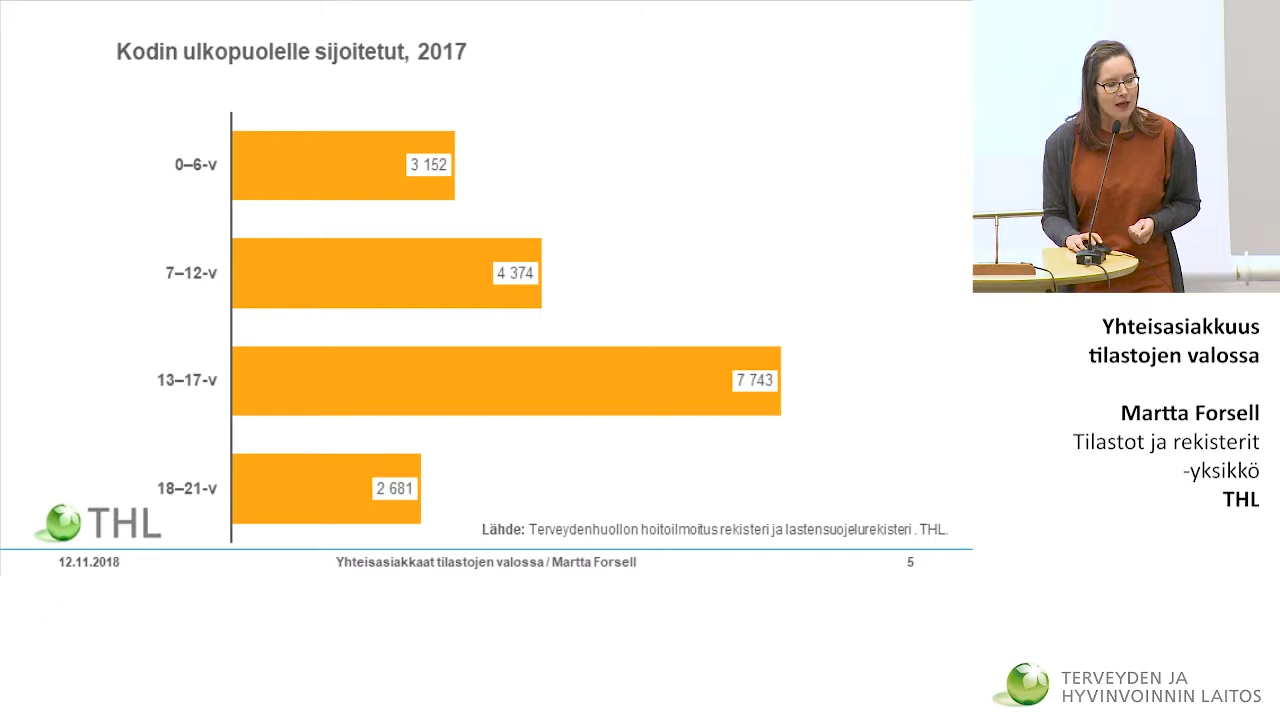 Kodin ulkopuolelle sijoitetut, 2017
0–6-v
3 152
7–12-v
4 374
13–17-v
7 743
18–21-v
2 681
THL
Lähde: Terveydenhuollon hoitoilmoitus rekisteri ja lastensuojelurekisteri . THL.
12.11.2018
Yhteisasiakkaat tilastojen valossa / Martta Forsell
5
Yhteisasiakkuus
tilastojen valossa
Martta Forsell
Tilastot ja rekisterit
-yksikkö
THL
TERVEYDEN JA
HYVINVOINNIN LAITOS